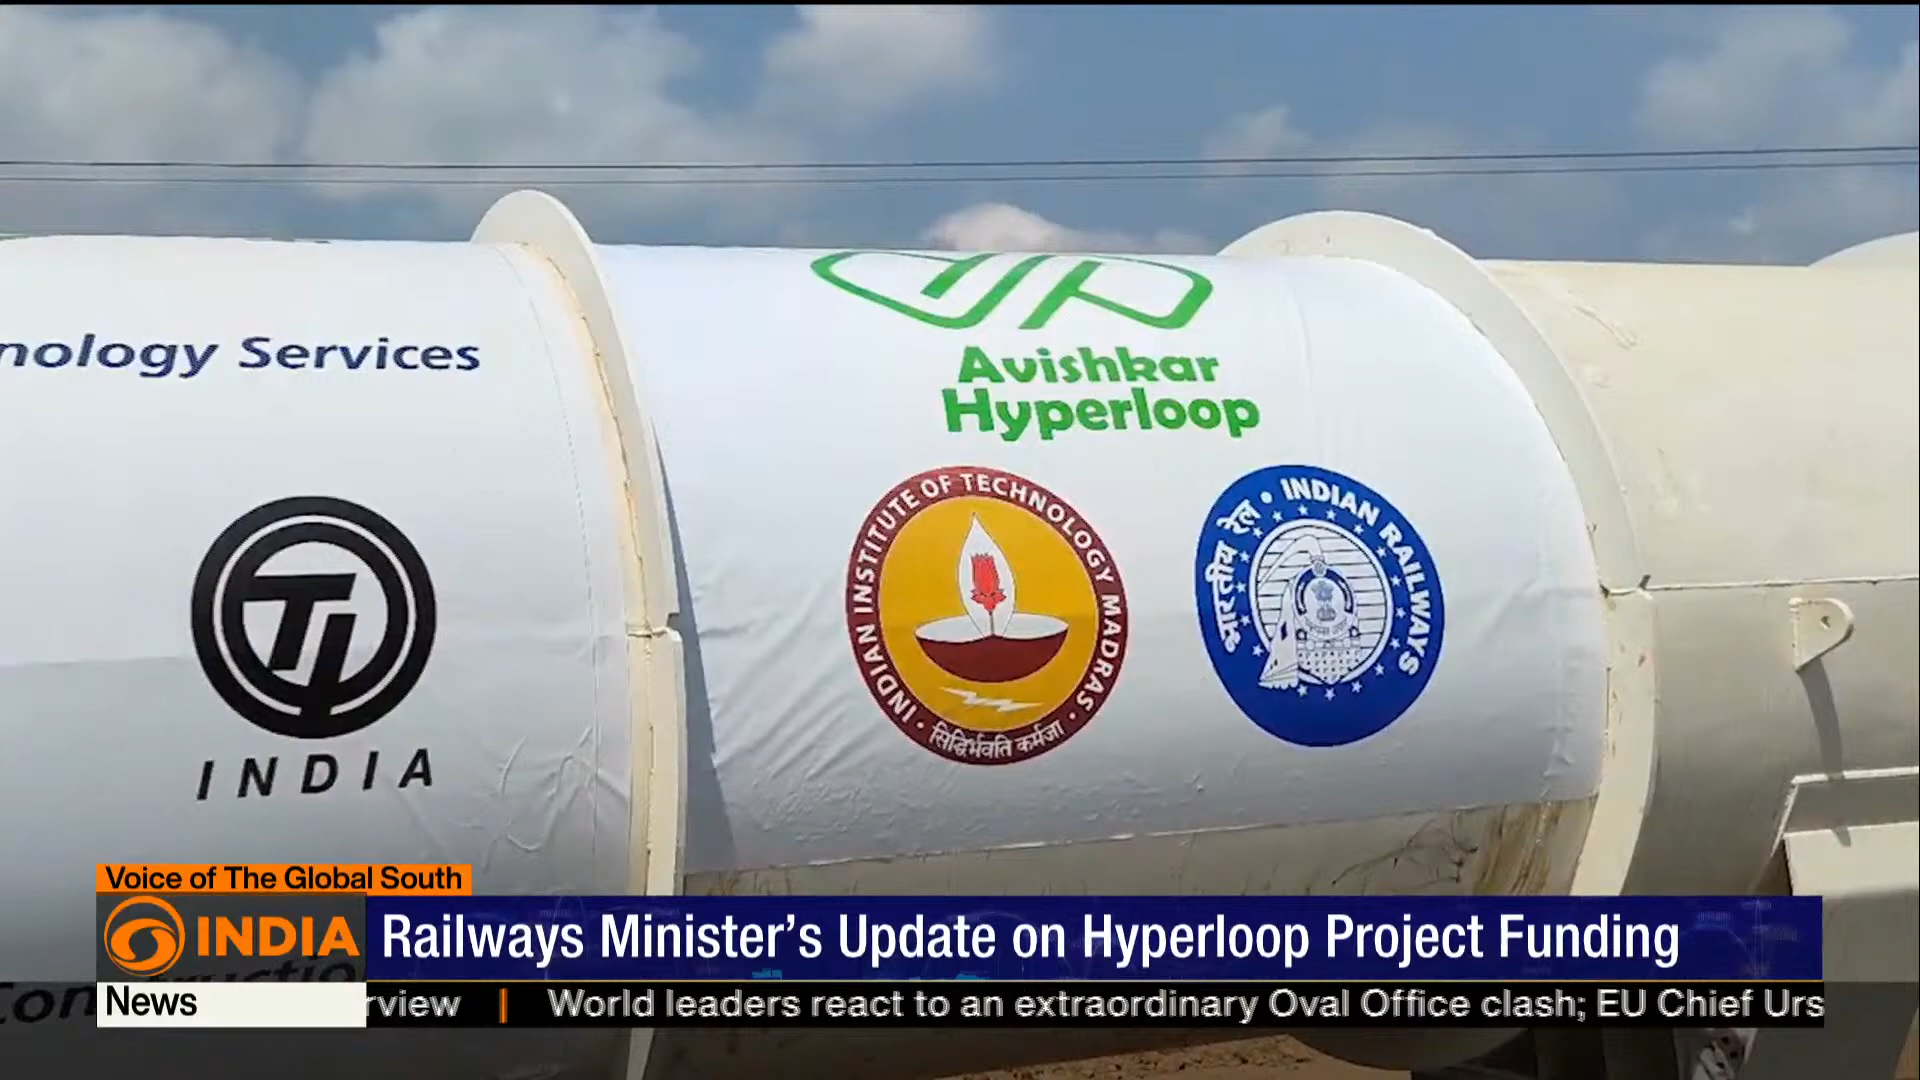 nology Services
Avishkar
Hyperloop
INDIAN INSTITUTE OF TECHNOLOGY MADRAS
सिद्धिर्भवति कर्मजा
भारतीय रेल • INDIAN RAILWAYS
TI
INDIA
Voice of The Global South
INDIA
Railways Minister's Update on Hyperloop Project Funding
News
rview | World leaders react to an extraordinary Oval Office clash; EU Chief Urs